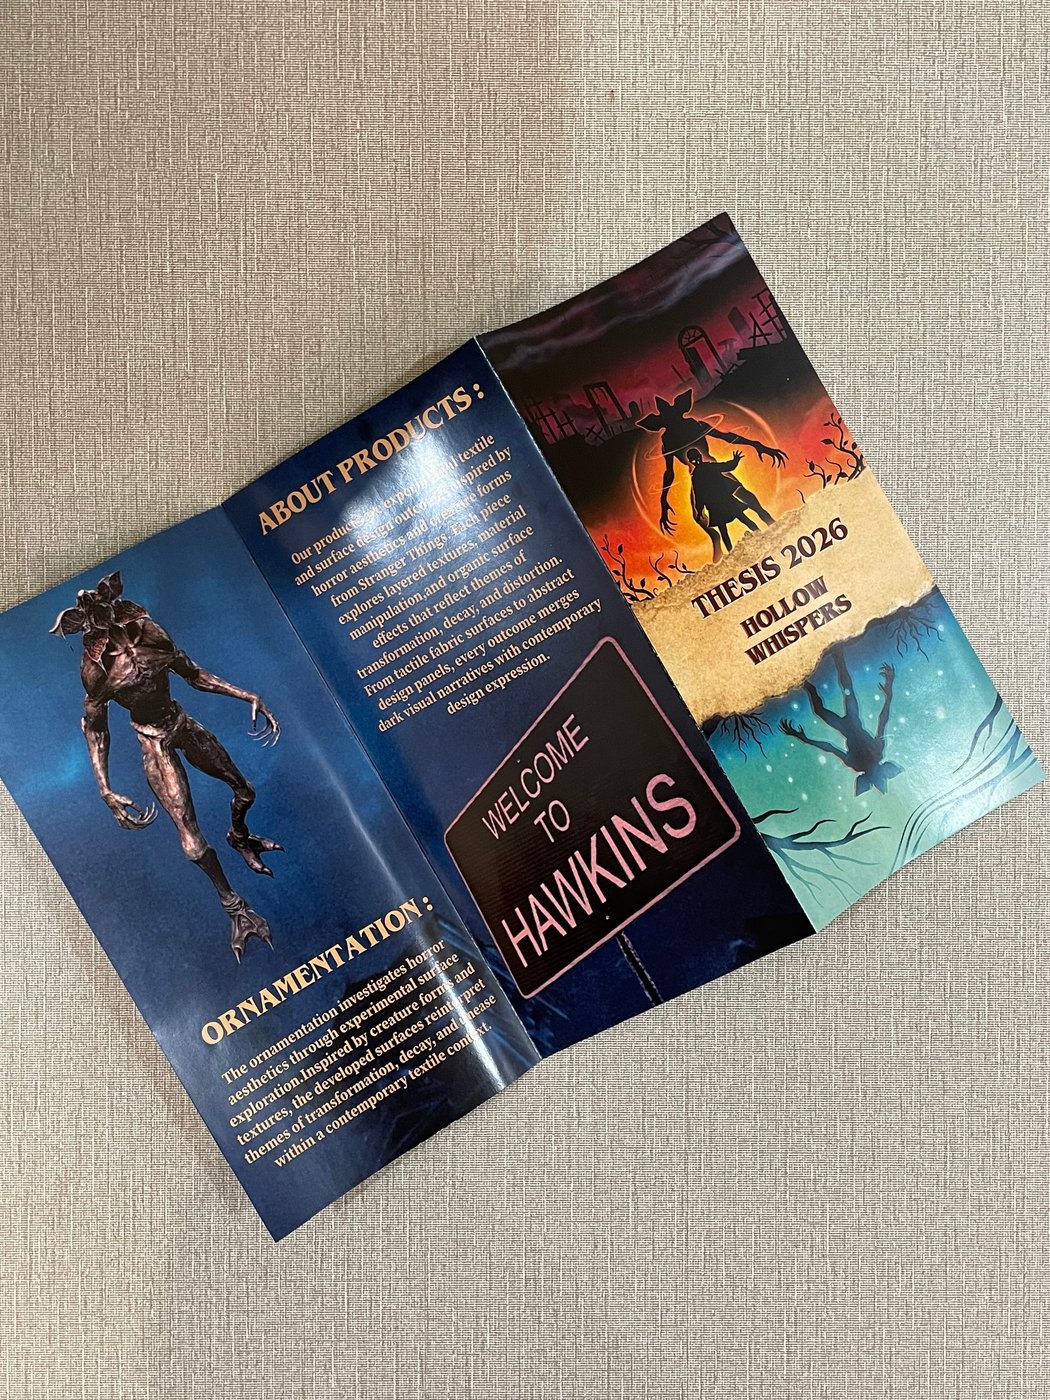 ABOUT PRODUCTS :
Our products are experimental textile
and surface design outcomes inspired by
horror aesthetics and creature forms
from Stranger Things. Each piece
explores layered textures, material
manipulation,and organic surface
effects that reflect themes of
transformation, decay, and distortion.
From tactile fabric surfaces to abstract
design panels, every outcome merges
dark visual narratives with contemporary
design expression.
WELCOME
TO
HAWKINS
ORNAMENTATION :
The ornamentation investigates horror
aesthetics through experimental surface
exploration.Inspired by creature forms and
textures, the developed surfaces reinterpret
themes of transformation, decay, and unease
within a contemporary textile context.
THESIS 2026
HOLLOW
WHISPERS